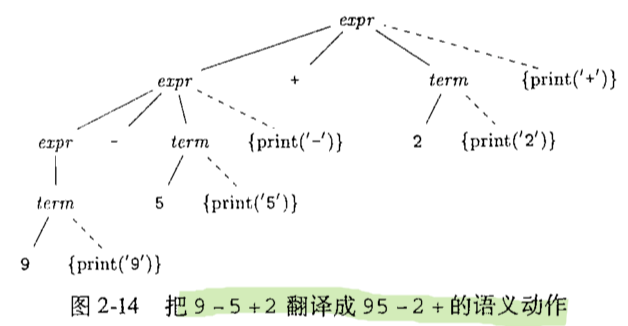 expr
expr + term {print('+')}
expr - term {print('-')} 2 {print('2')}
term 5 {print('5')}
9 {print('9')}
图 2-14 把 9 - 5 + 2 翻译成 95 - 2 + 的语义动作